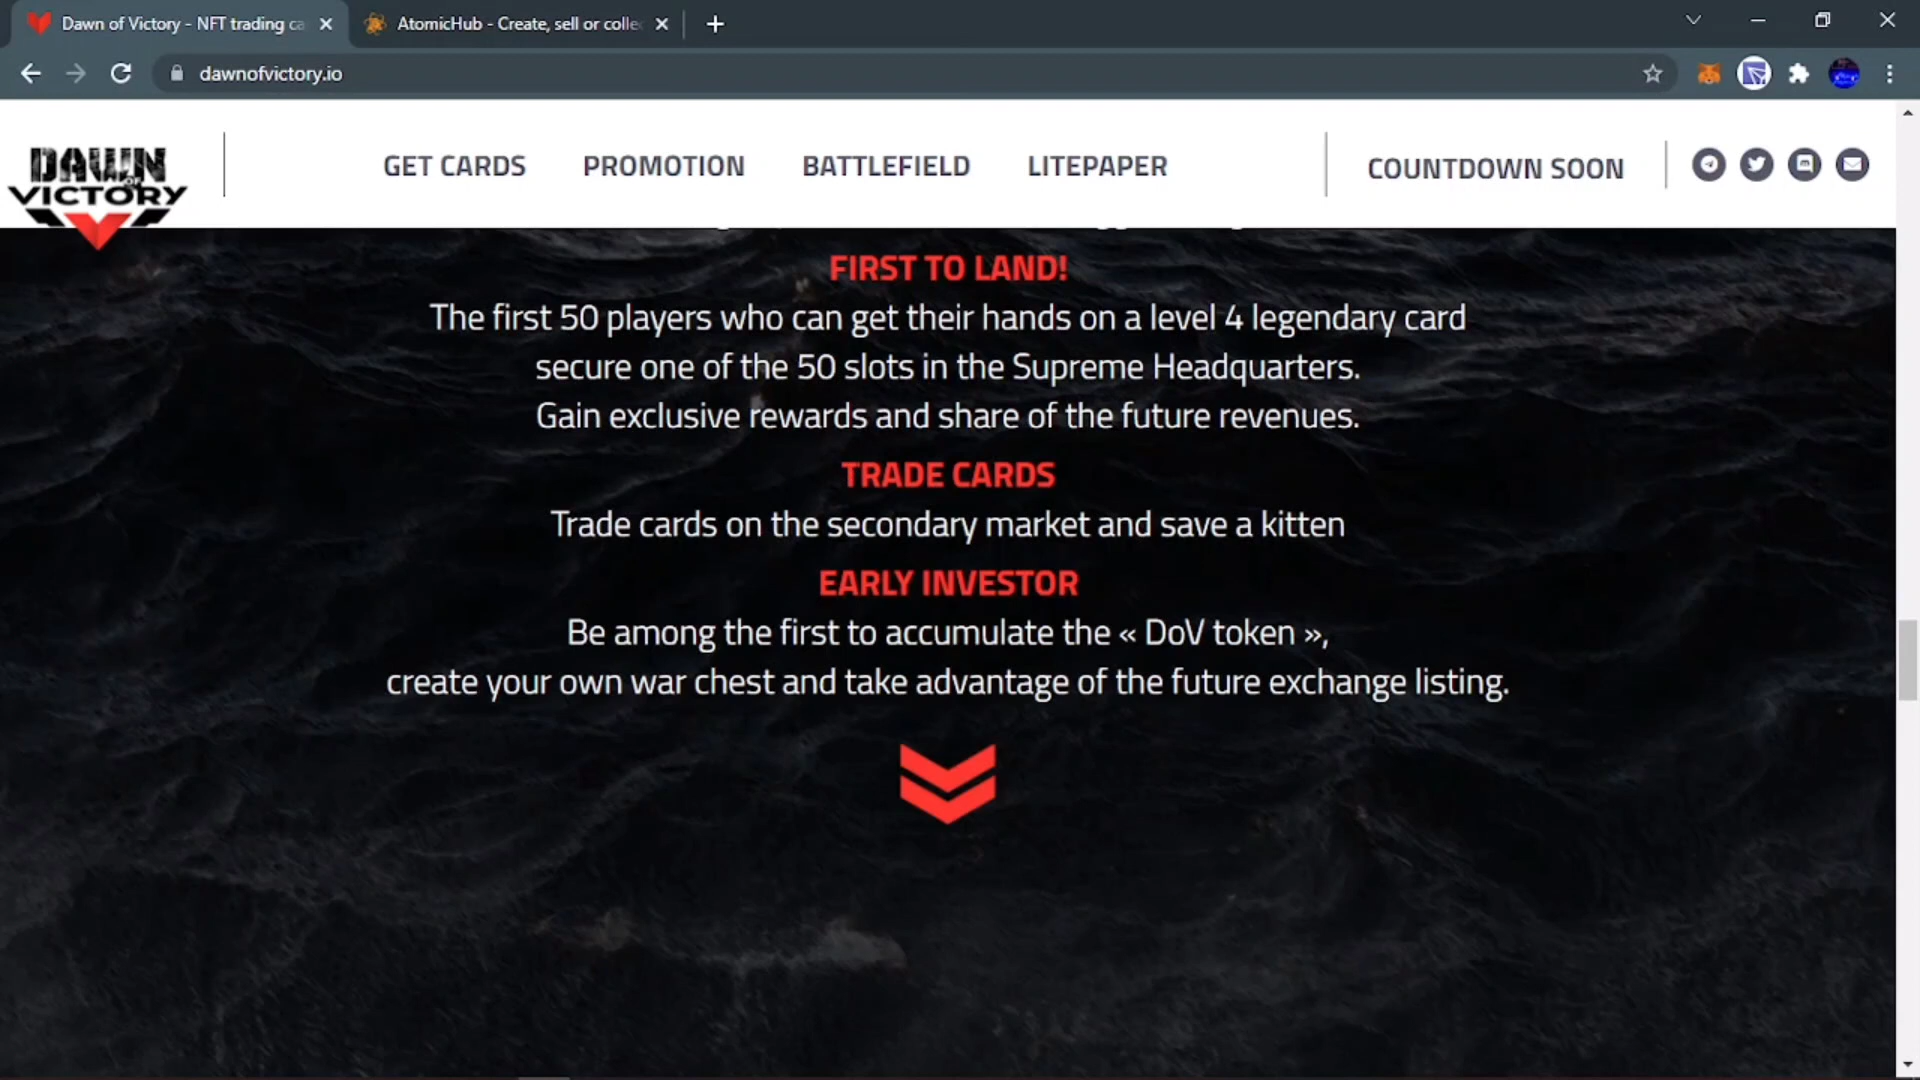 Dawn of Victory - NFT trading ca
AtomicHub - Create, sell or colle
dawnofvictory.io
DAWN
OF
VICTORY
GET CARDS
PROMOTION
BATTLEFIELD
LITEPAPER
COUNTDOWN SOON
FIRST TO LAND!
The first 50 players who can get their hands on a level 4 legendary card
secure one of the 50 slots in the Supreme Headquarters.
Gain exclusive rewards and share of the future revenues.
TRADE CARDS
Trade cards on the secondary market and save a kitten
EARLY INVESTOR
Be among the first to accumulate the « DoV token »,
create your own war chest and take advantage of the future exchange listing.